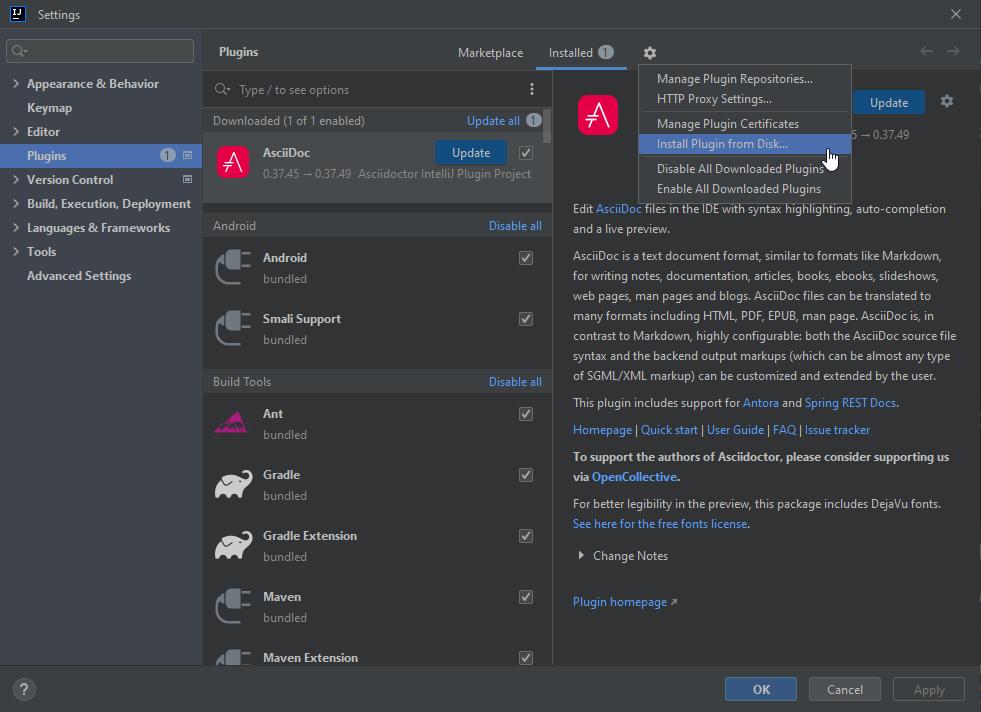 IJ
Settings
Appearance & Behavior
Keymap
Editor
Plugins 1
Version Control
Build, Execution, Deployment
Languages & Frameworks
Tools
Advanced Settings
Plugins
Marketplace
Installed 1
Type / to see options
Downloaded (1 of 1 enabled) Update all 1
AsciiDoc Update
0.37.45 → 0.37.49 Asciidoctor IntelliJ Plugin Project
Android Disable all
Android
bundled
Smali Support
bundled
Build Tools Disable all
Ant
bundled
Gradle
bundled
Gradle Extension
bundled
Maven
bundled
Maven Extension
Manage Plugin Repositories...
HTTP Proxy Settings...
Manage Plugin Certificates
Install Plugin from Disk...
Disable All Downloaded Plugins
Enable All Downloaded Plugins
Update
5 → 0.37.49
Edit AsciiDoc files in the IDE with syntax highlighting, auto-completion
and a live preview.
AsciiDoc is a text document format, similar to formats like Markdown,
for writing notes, documentation, articles, books, ebooks, slideshows,
web pages, man pages and blogs. AsciiDoc files can be translated to
many formats including HTML, PDF, EPUB, man page. AsciiDoc is, in
contrast to Markdown, highly configurable: both the AsciiDoc source file
syntax and the backend output markups (which can be almost any type
of SGML/XML markup) can be customized and extended by the user.
This plugin includes support for Antora and Spring REST Docs.
Homepage | Quick start | User Guide | FAQ | Issue tracker
To support the authors of Asciidoctor, please consider supporting us
via OpenCollective.
For better legibility in the preview, this package includes DejaVu fonts.
See here for the free fonts license.
Change Notes
Plugin homepage ↗
?
OK
Cancel
Apply